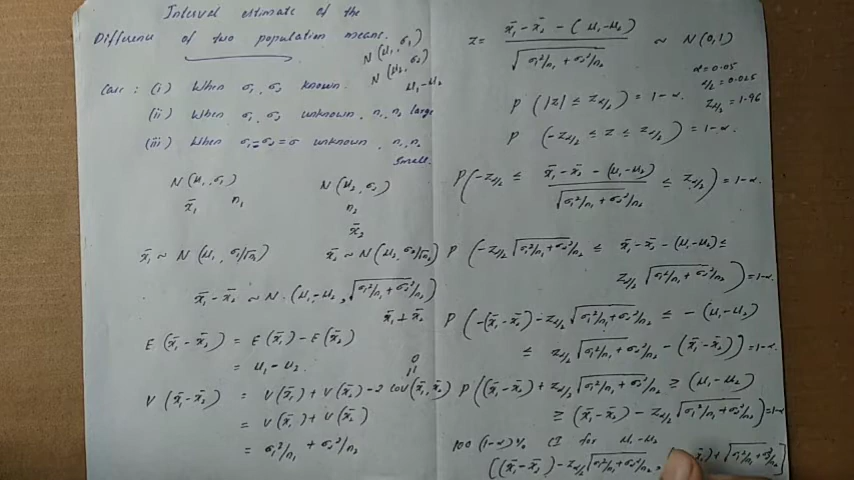 Interval estimate of the
Difference of two population means.
N(μ₁, σ₁)
N(μ₂, σ₂)
μ₁-μ₂
Case: (i) When σ₁, σ₂ known.
(ii) When σ₁, σ₂ unknown, n₁, n₂ large
(iii) When σ₁=σ₂=σ unknown, n₁, n₂
small.
N(μ₁, σ₁) N(μ₂, σ₂)
x̄₁ n₁ n₂
x̄₂
x̄₁ ~ N(μ₁, σ₁/√n₁) x̄₂ ~ N(μ₂, σ₂/√n₂)
x̄₁-x̄₂ ~ N(μ₁-μ₂, √(σ₁²/n₁+σ₂²/n₂))
x̄₁ ⊥ x̄₂
E(x̄₁-x̄₂) = E(x̄₁) - E(x̄₂)
= μ₁-μ₂.
0
V(x̄₁-x̄₂) = V(x̄₁) + V(x̄₂) - 2 cov(x̄₁, x̄₂)
= V(x̄₁) + V(x̄₂)
= σ₁²/n₁ + σ₂²/n₂
Z = x̄₁-x̄₂ - (μ₁-μ₂) / √(σ₁²/n₁+σ₂²/n₂) ~ N(0,1)
α=0.05
α/2=0.025
Zα/2=1.96
P(|Z| ≤ Zα/2) = 1-α.
P(-Zα/2 ≤ Z ≤ Zα/2) = 1-α.
P(-Zα/2 ≤ x̄₁-x̄₂ - (μ₁-μ₂) / √(σ₁²/n₁+σ₂²/n₂) ≤ Zα/2) = 1-α.
P(-Zα/2 √(σ₁²/n₁+σ₂²/n₂) ≤ x̄₁-x̄₂ - (μ₁-μ₂) ≤
Zα/2 √(σ₁²/n₁+σ₂²/n₂)) = 1-α.
P(-(x̄₁-x̄₂) - Zα/2 √(σ₁²/n₁+σ₂²/n₂) ≤ -(μ₁-μ₂)
≤ Zα/2 √(σ₁²/n₁+σ₂²/n₂) - (x̄₁-x̄₂)) = 1-α.
P((x̄₁-x̄₂) + Zα/2 √(σ₁²/n₁+σ₂²/n₂) ≥ (μ₁-μ₂)
≥ (x̄₁-x̄₂) - Zα/2 √(σ₁²/n₁+σ₂²/n₂)) = 1-α
100(1-α)% CI for μ₁-μ₂
[(x̄₁-x̄₂) - Zα/2 √(σ₁²/n₁+σ₂²/n₂), √(σ₁²/n₁+σ₂²/n₂)]